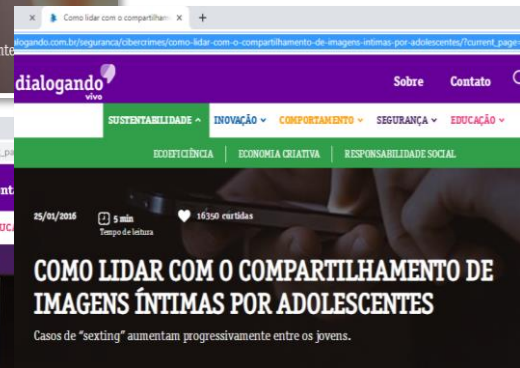 Como lidar com o compartilham
logando.com.br/seguranca/cibercrimes/como-lidar-com-o-compartilhamento-de-imagens-intimas-por-adolescentes/?current_page=
dialogando
vivo
Sobre Contato
SUSTENTABILIDADE INOVAÇÃO COMPORTAMENTO SEGURANÇA EDUCAÇÃO
ECOEFICIÊNCIA ECONOMIA CRIATIVA RESPONSABILIDADE SOCIAL
25/01/2016 5 min 16350 curtidas
Tempo de leitura
COMO LIDAR COM O COMPARTILHAMENTO DE
IMAGENS ÍNTIMAS POR ADOLESCENTES
Casos de “sexting” aumentam progressivamente entre os jovens.